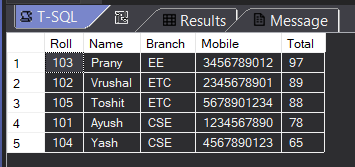 T-SQL Results Message
Roll Name Branch Mobile Total
1 103 Prany EE 3456789012 97
2 102 Vrushal ETC 2345678901 89
3 105 Toshit ETC 5678901234 88
4 101 Ayush CSE 1234567890 78
5 104 Yash CSE 4567890123 65